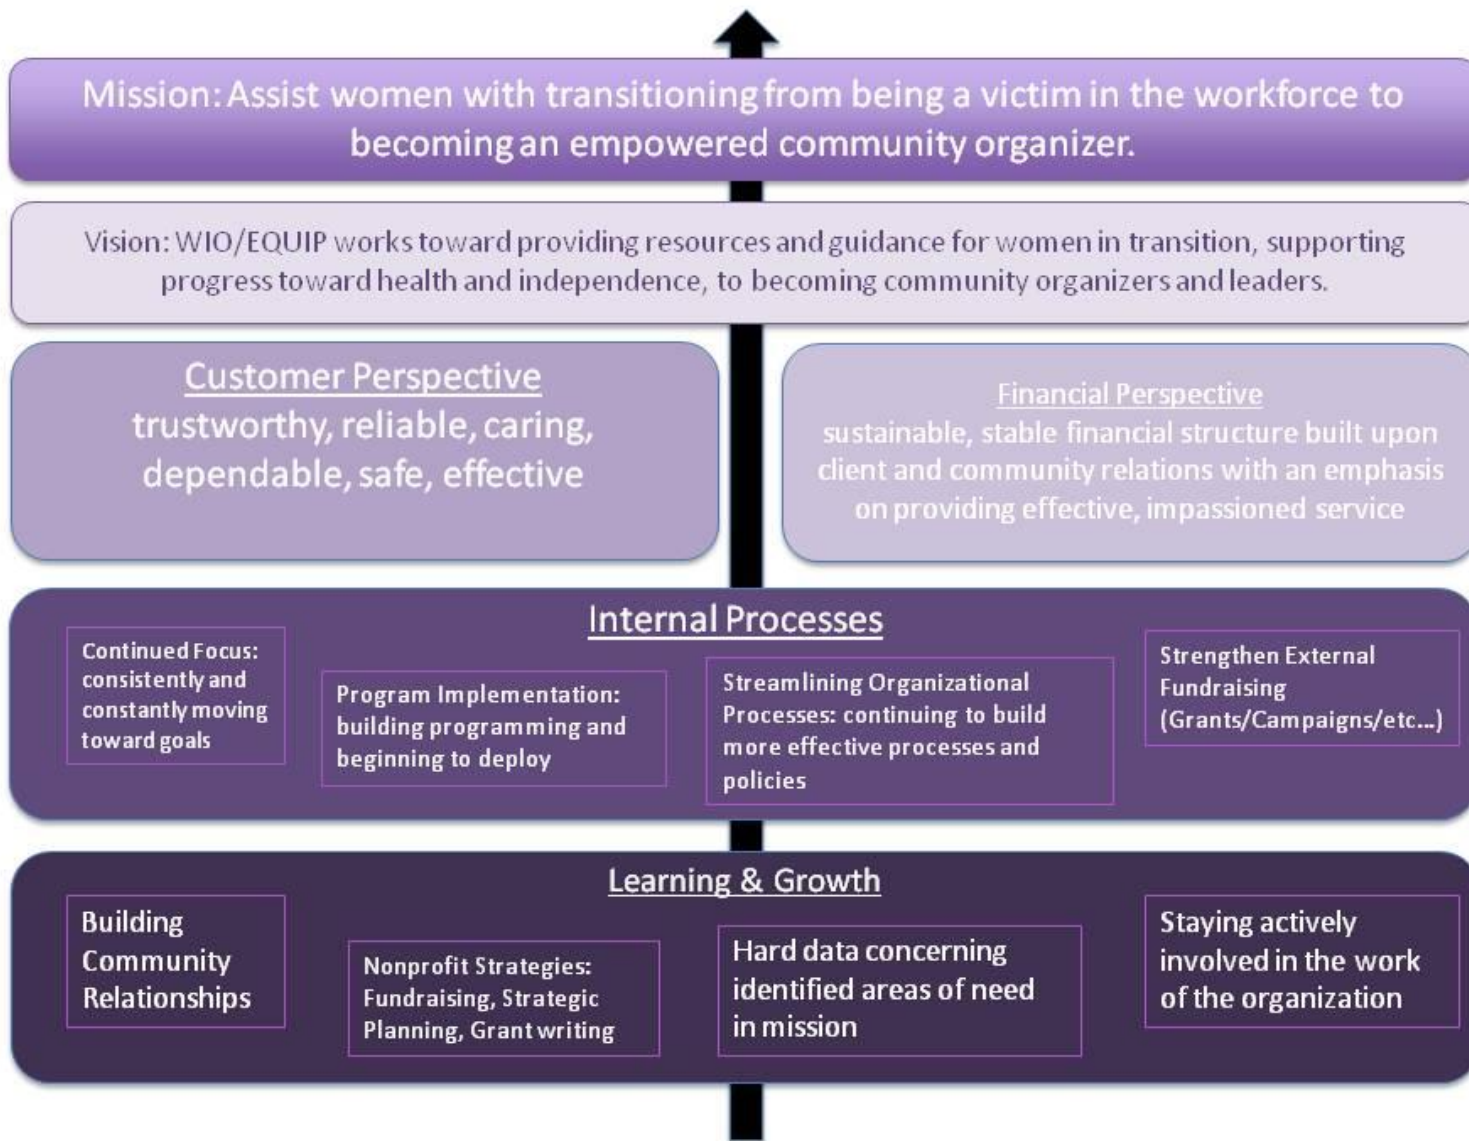 Mission: Assist women with transitioning from being a victim in the workforce to
becoming an empowered community organizer.
Vision: WIO/EQUIP works toward providing resources and guidance for women in transition, supporting
progress toward health and independence, to becoming community organizers and leaders.
Customer Perspective
trustworthy, reliable, caring,
dependable, safe, effective
Financial Perspective
sustainable, stable financial structure built upon
client and community relations with an emphasis
on providing effective, impassioned service
Internal Processes
Continued Focus:
consistently and
constantly moving
toward goals
Program Implementation:
building programming and
beginning to deploy
Streamlining Organizational
Processes: continuing to build
more effective processes and
policies
Strengthen External
Fundraising
(Grants/Campaigns/etc...)
Learning & Growth
Building
Community
Relationships
Nonprofit Strategies:
Fundraising, Strategic
Planning, Grant writing
Hard data concerning
identified areas of need
in mission
Staying actively
involved in the work
of the organization